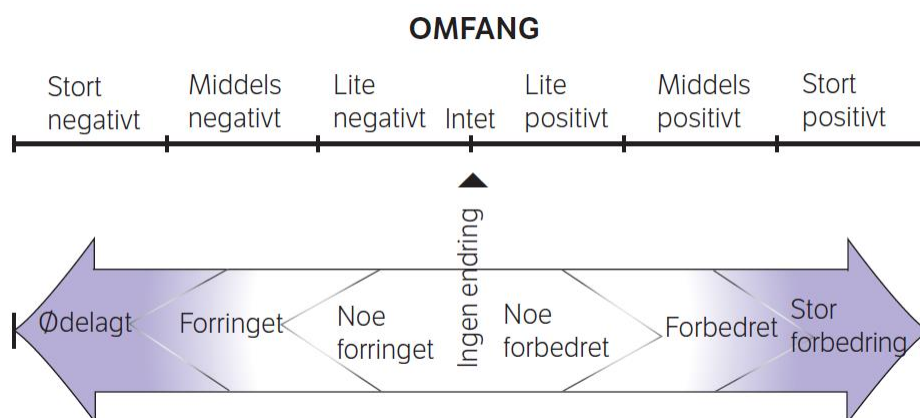 OMFANG
Stort
negativt
Middels
negativt
Lite
negativt
Intet
Lite
positivt
Middels
positivt
Stort
positivt
Ingen endring
Ødelagt
Forringet
Noe
forringet
Noe
forbedret
Forbedret
Stor
forbedring